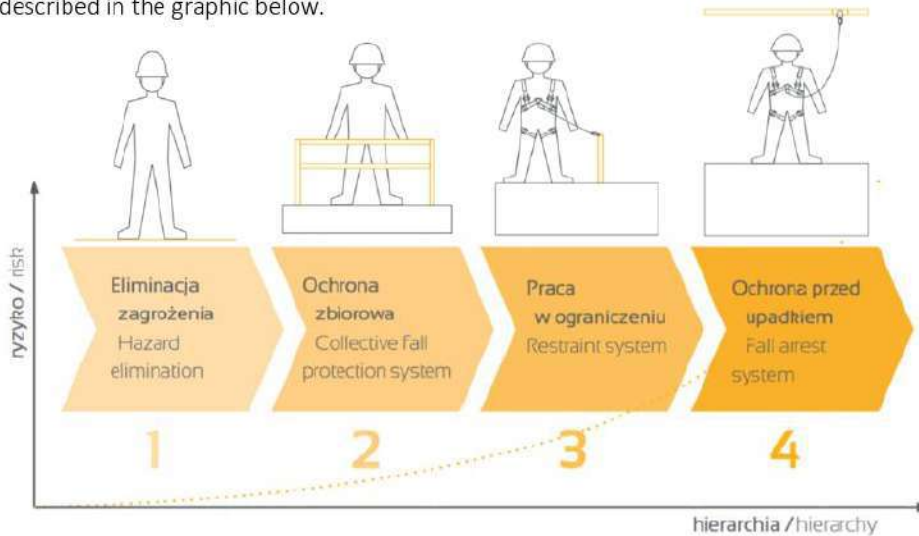 described in the graphic below.
Eliminacja
zagrożenia
Hazard
elimination
Ochrona
zbiorowa
Collective fall
protection system
Praca
w ograniczeniu
Restraint system
Ochrona przed
upadkiem
Fall arrest
system
1
2
3
4
ryzyko / risk
hierarchia / hierarchy